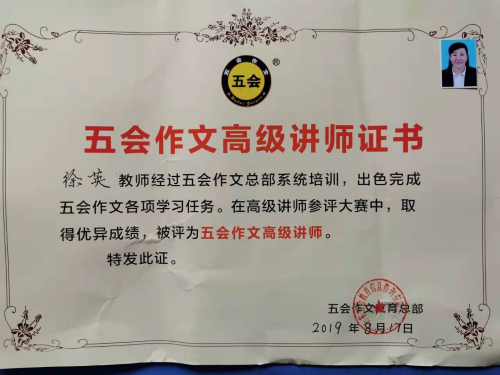 五会
®
五会作文高级讲师证书
徐英 教师经过五会作文总部系统培训，出色完成
五会作文各项学习任务。在高级讲师参评大赛中，取
得优异成绩，被评为五会作文高级讲师。
特发此证。
五会作文教育总部
2019 年 8 月 17 日